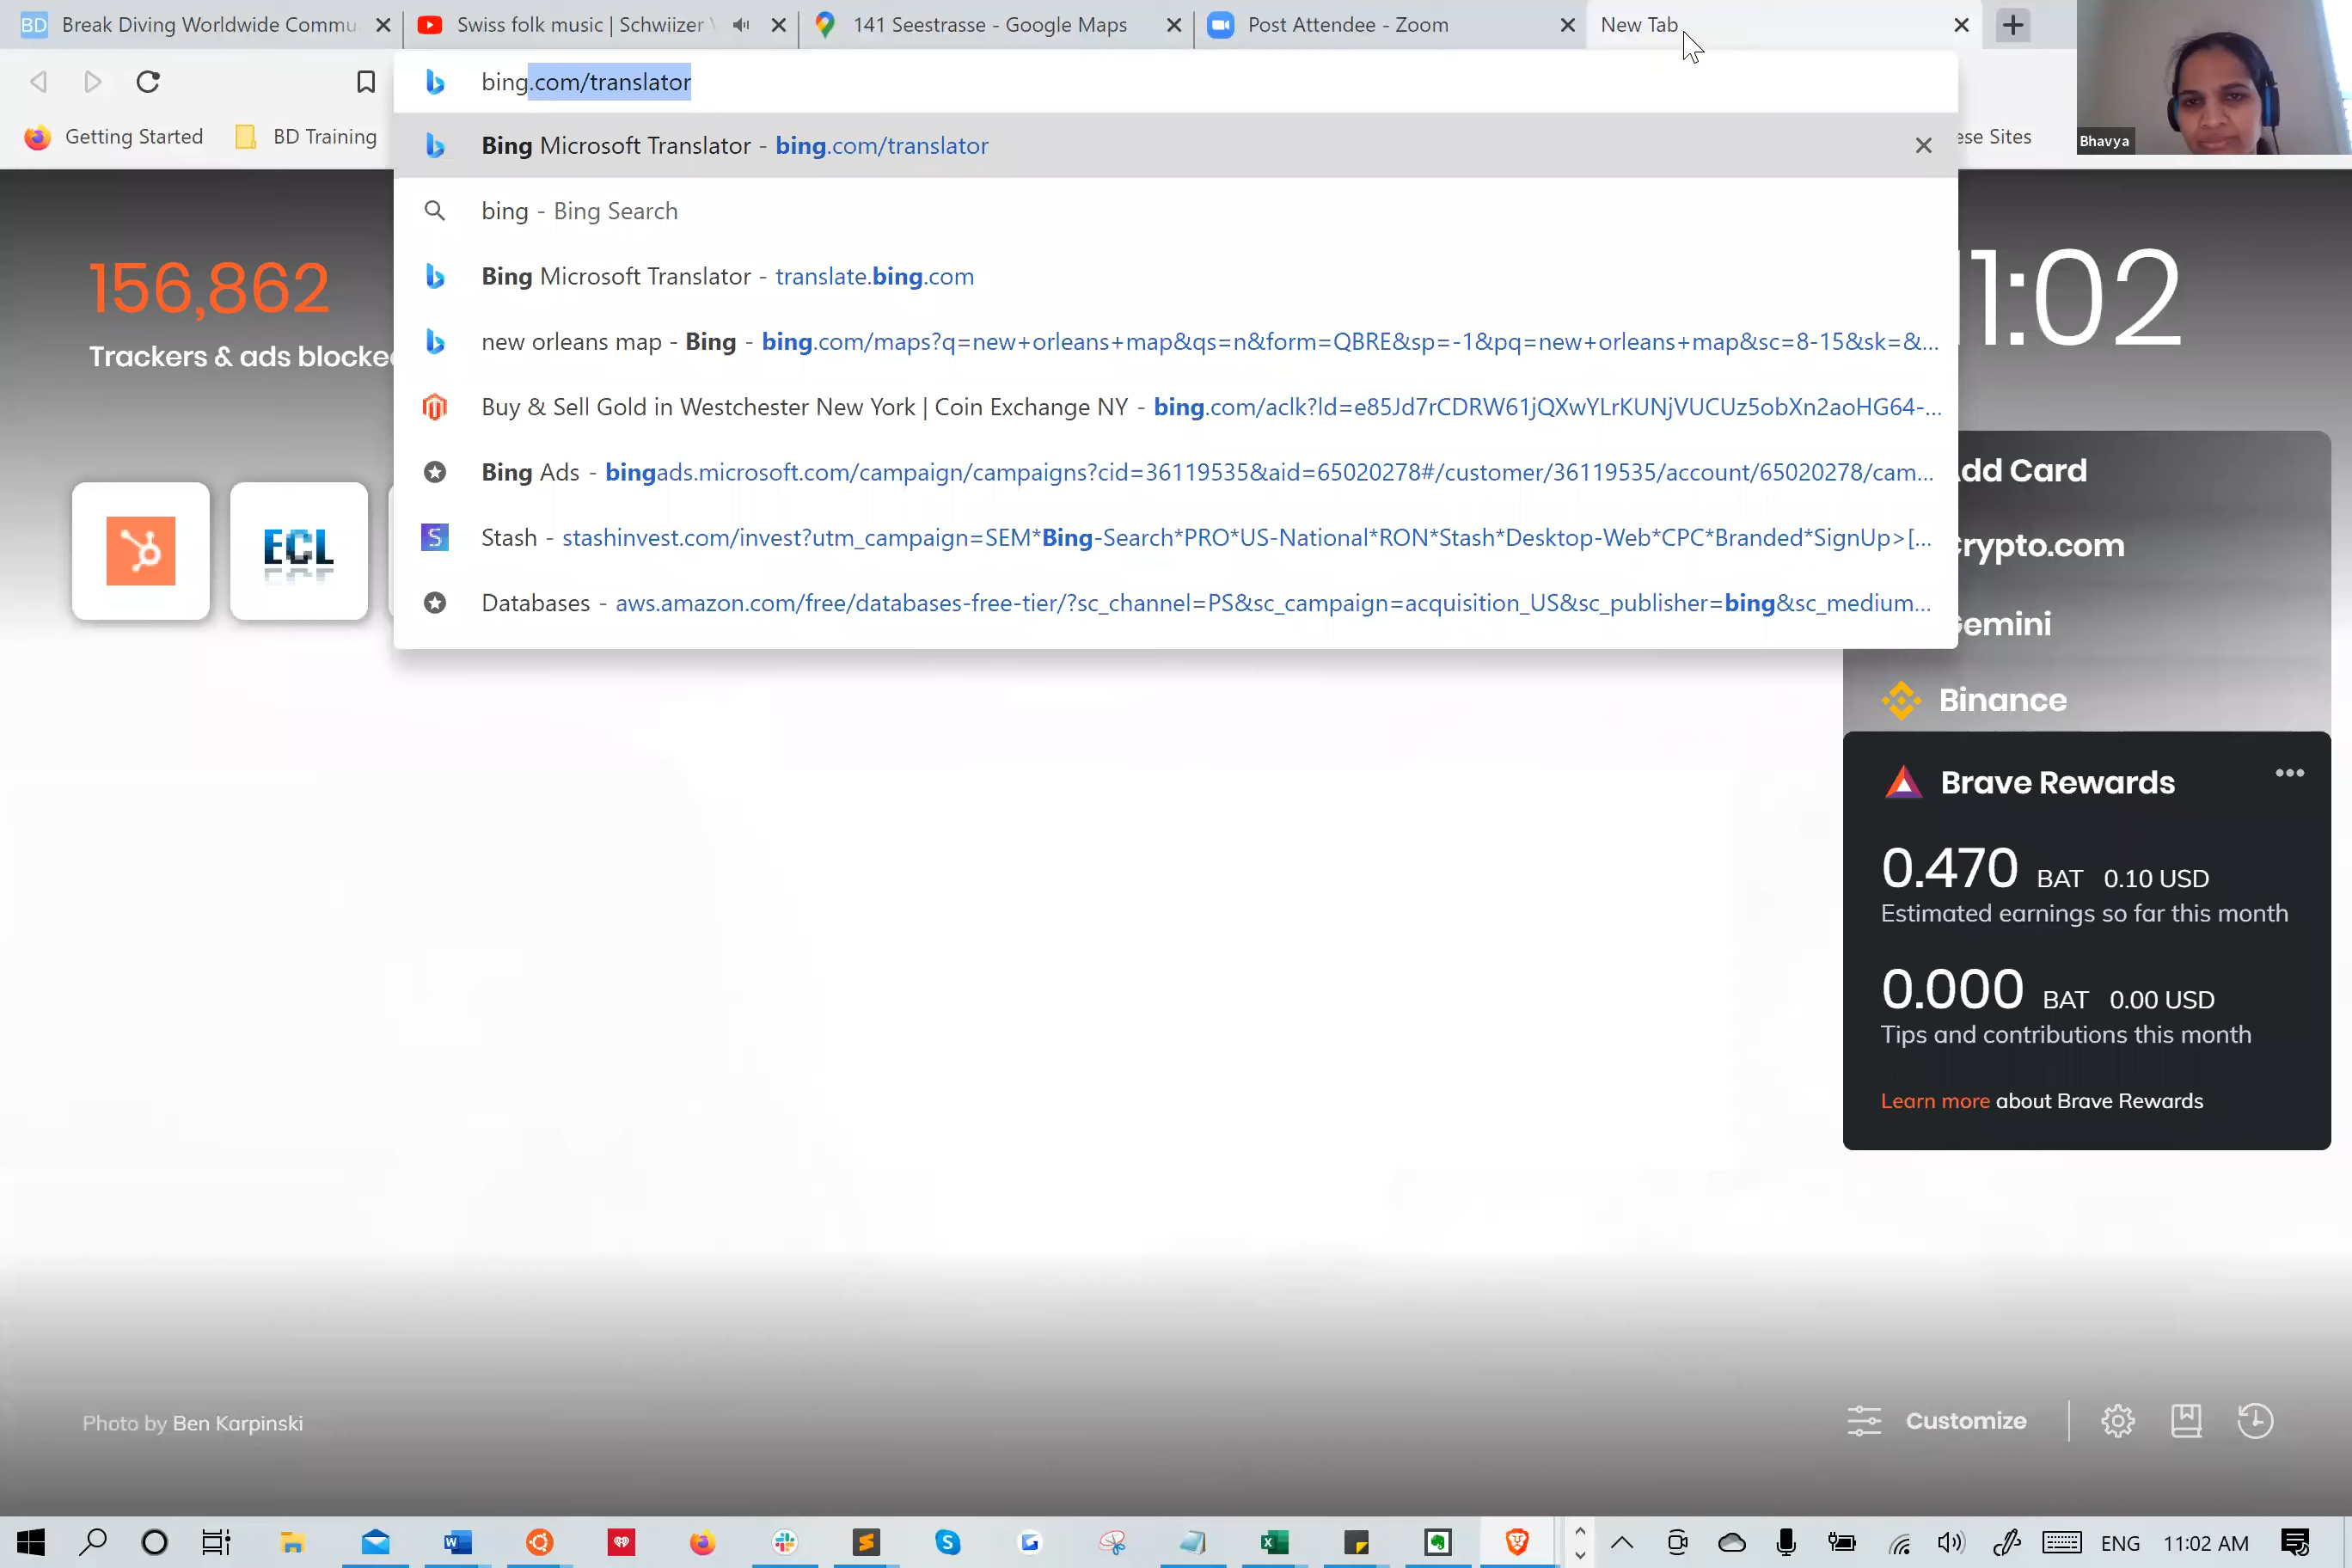 BD Break Diving Worldwide Commu
Swiss folk music | Schwiizer
141 Seestrasse - Google Maps
Post Attendee - Zoom
New Tab
bing.com/translator
Getting Started
BD Training
ese Sites
Bhavya
Bing Microsoft Translator - bing.com/translator
bing - Bing Search
Bing Microsoft Translator - translate.bing.com
new orleans map - Bing - bing.com/maps?q=new+orleans+map&qs=n&form=QBRE&sp=-1&pq=new+orleans+map&sc=8-15&sk=&...
Buy & Sell Gold in Westchester New York | Coin Exchange NY - bing.com/aclk?ld=e85Jd7rCDRW61jQXwYLrKUNjVUCUz5obXn2aoHG64-...
Bing Ads - bingads.microsoft.com/campaign/campaigns?cid=36119535&aid=65020278#/customer/36119535/account/65020278/cam...
Stash - stashinvest.com/invest?utm_campaign=SEM*Bing-Search*PRO*US-National*RON*Stash*Desktop-Web*CPC*Branded*SignUp>[...
Databases - aws.amazon.com/free/databases-free-tier/?sc_channel=PS&sc_campaign=acquisition_US&sc_publisher=bing&sc_medium...
156,862
Trackers & ads blocke
ECL
1:02
dd Card
rypto.com
emini
Binance
Brave Rewards
0.470 BAT 0.10 USD
Estimated earnings so far this month
0.000 BAT 0.00 USD
Tips and contributions this month
Learn more about Brave Rewards
Photo by Ben Karpinski
Customize
ENG 11:02 AM